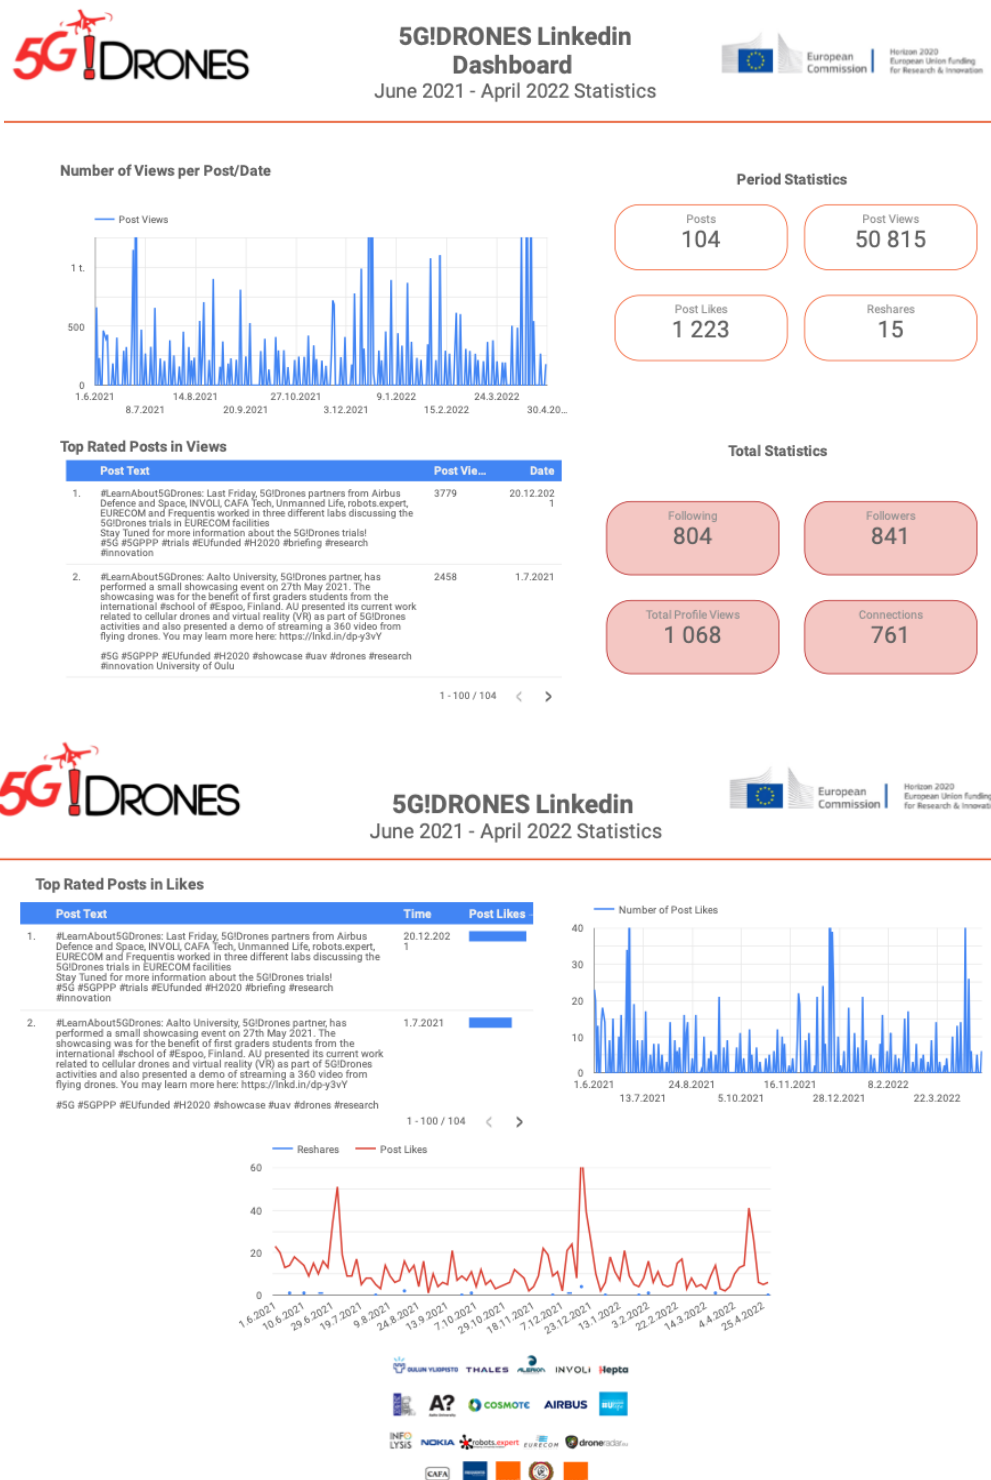 5G!DRONES
5G!DRONES Linkedin
Dashboard
June 2021 - April 2022 Statistics
European
Commission
Horizon 2020
European Union funding
for Research & Innovation
Number of Views per Post/Date
Post Views
1 t.
500
0
1.6.2021
14.8.2021
27.10.2021
9.1.2022
24.3.2022
8.7.2021
20.9.2021
3.12.2021
15.2.2022
30.4.20...
Period Statistics
Posts
104
Post Views
50 815
Post Likes
1 223
Reshares
15
Top Rated Posts in Views
Post Text
Post Vie...
Date
1.
#LearnAbout5GDrones: Last Friday, 5G!Drones partners from Airbus
Defence and Space, INVOLI, CAFA Tech, Unmanned Life, robots.expert,
EURECOM and Frequentis worked in three different labs discussing the
5G!Drones trials in EURECOM facilities
Stay Tuned for more information about the 5G!Drones trials!
#5G #5GPPP #trials #EUfunded #H2020 #briefing #research
#innovation
3779
20.12.202
1
2.
#LearnAbout5GDrones: Aalto University, 5G!Drones partner, has
performed a small showcasing event on 27th May 2021. The
showcasing was for the benefit of first graders students from the
international #school of #Espoo, Finland. AU presented its current work
related to cellular drones and virtual reality (VR) as part of 5G!Drones
activities and also presented a demo of streaming a 360 video from
flying drones. You may learn more here: https://lnkd.in/dp-y3vY
#5G #5GPPP #EUfunded #H2020 #showcase #uav #drones #research
#innovation University of Oulu
2458
1.7.2021
1 - 100 / 104
Total Statistics
Following
804
Followers
841
Total Profile Views
1 068
Connections
761
5G!DRONES
5G!DRONES Linkedin
June 2021 - April 2022 Statistics
European
Commission
Horizon 2020
European Union funding
for Research & Innovati
Top Rated Posts in Likes
Post Text
Time
Post Likes
1.
#LearnAbout5GDrones: Last Friday, 5G!Drones partners from Airbus
Defence and Space, INVOLI, CAFA Tech, Unmanned Life, robots.expert,
EURECOM and Frequentis worked in three different labs discussing the
5G!Drones trials in EURECOM facilities
Stay Tuned for more information about the 5G!Drones trials!
#5G #5GPPP #trials #EUfunded #H2020 #briefing #research
#innovation
20.12.202
1
2.
#LearnAbout5GDrones: Aalto University, 5G!Drones partner, has
performed a small showcasing event on 27th May 2021. The
showcasing was for the benefit of first graders students from the
international #school of #Espoo, Finland. AU presented its current work
related to cellular drones and virtual reality (VR) as part of 5G!Drones
activities and also presented a demo of streaming a 360 video from
flying drones. You may learn more here: https://lnkd.in/dp-y3vY
#5G #5GPPP #EUfunded #H2020 #showcase #uav #drones #research
1.7.2021
1 - 100 / 104
Number of Post Likes
40
30
20
10
0
1.6.2021
24.8.2021
16.11.2021
8.2.2022
13.7.2021
5.10.2021
28.12.2021
22.3.2022
Reshares
Post Likes
60
40
20
0
1.6.2021
10.6.2021
29.6.2021
19.7.2021
9.8.2021
24.8.2021
13.9.2021
7.10.2021
29.10.2021
18.11.2021
7.12.2021
23.12.2021
13.1.2022
3.2.2022
22.2.2022
14.3.2022
4.4.2022
25.4.2022
OULUN YLIOPISTO
THALES
ALERION
INVOLI
Hepta
A?
COSMOTE
AIRBUS
INFO
LYSIS
NOKIA
robots.expert
EURECOM
droneradar
CAFA